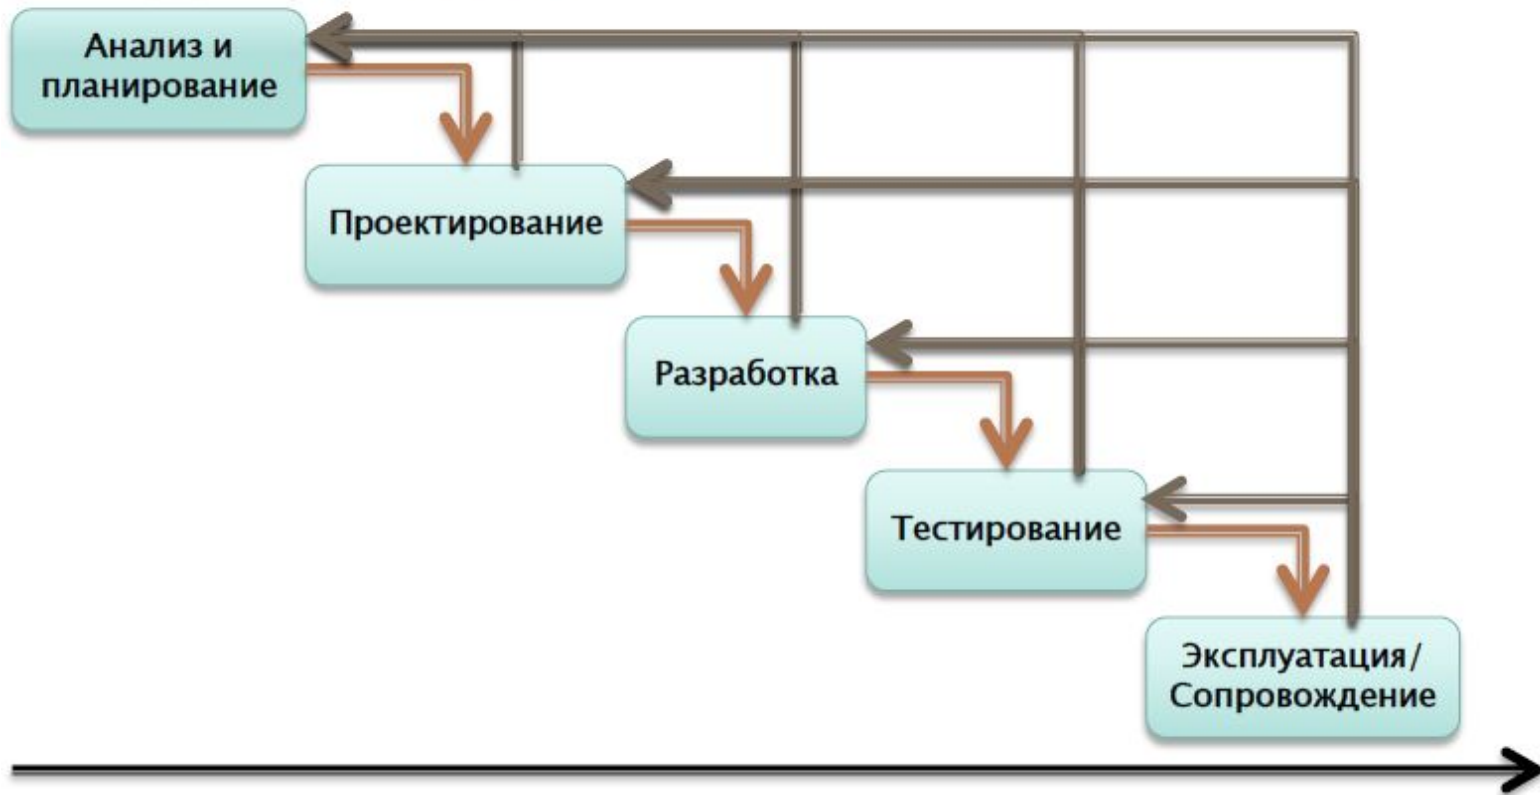 Анализ и
планирование
Проектирование
Разработка
Тестирование
Эксплуатация/
Сопровождение